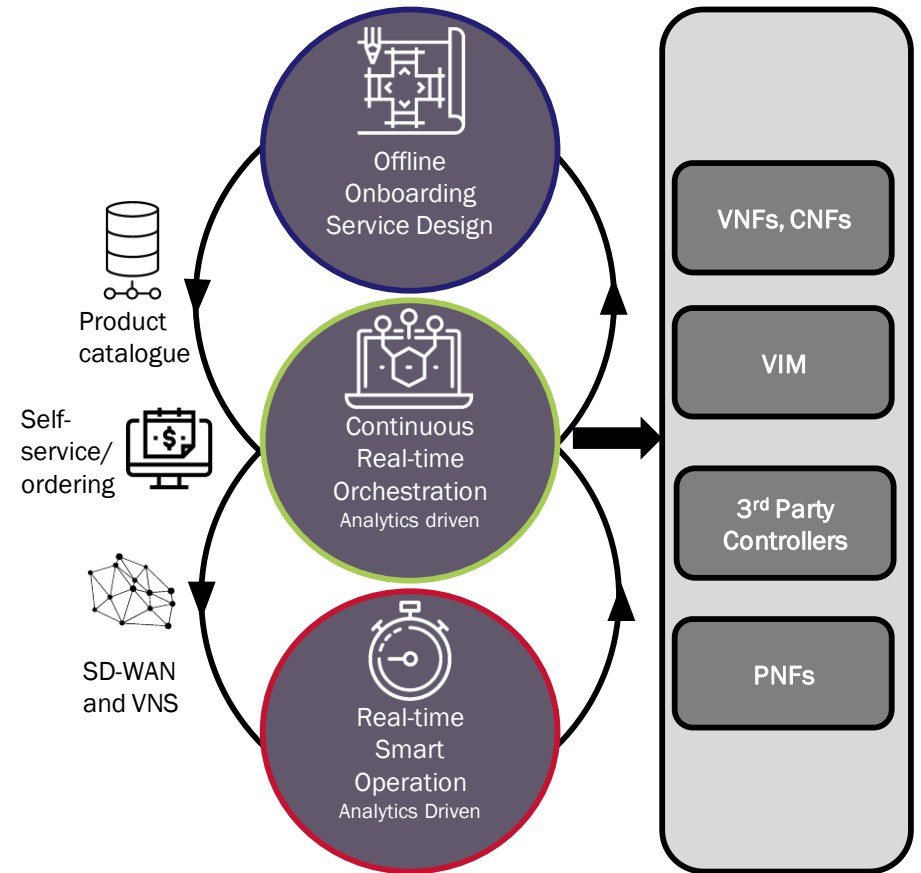 Offline
Onboarding
Service Design
Product
catalogue
Self-
service/
ordering
$
Continuous
Real-time
Orchestration
Analytics driven
SD-WAN
and VNS
Real-time
Smart
Operation
Analytics Driven
VNFs, CNFs
VIM
3rd Party
Controllers
PNFs